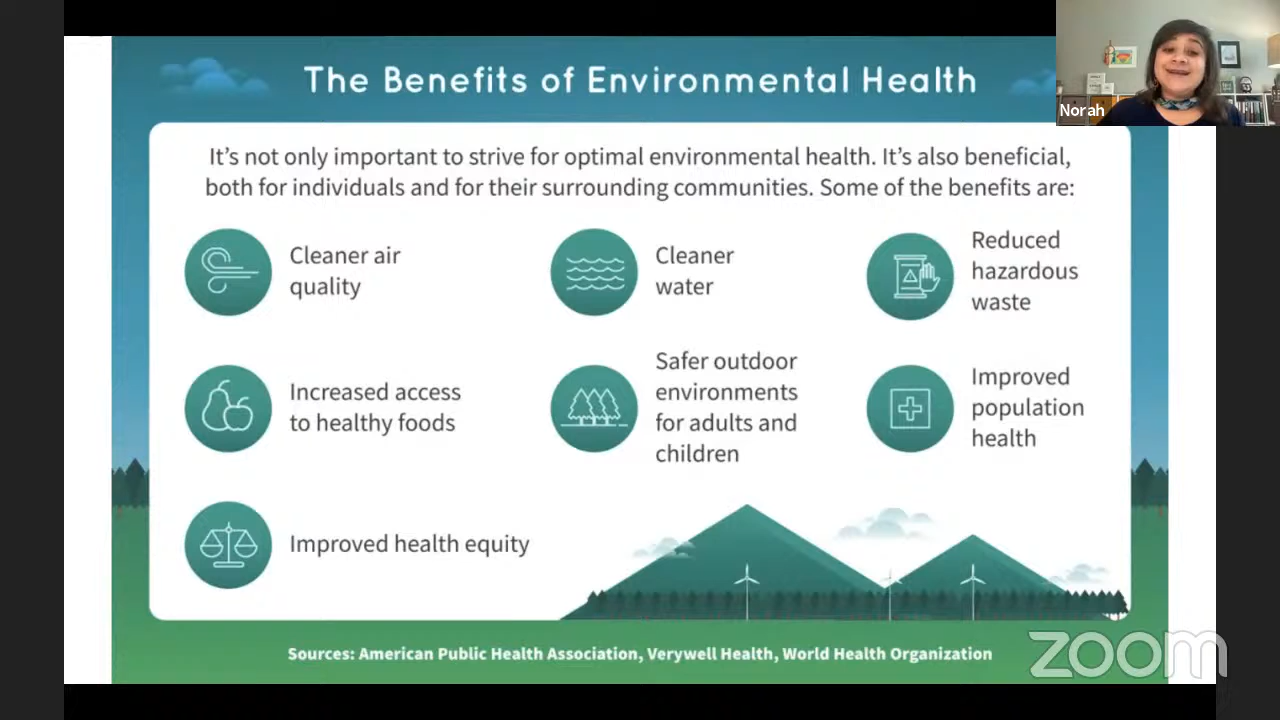 The Benefits of Environmental Health
Norah
It's not only important to strive for optimal environmental health. It's also beneficial,
both for individuals and for their surrounding communities. Some of the benefits are:
Cleaner air
quality
Cleaner
water
Reduced
hazardous
waste
Increased access
to healthy foods
Safer outdoor
environments
for adults and
children
Improved
population
health
Improved health equity
Sources: American Public Health Association, Verywell Health, World Health Organization
zoom